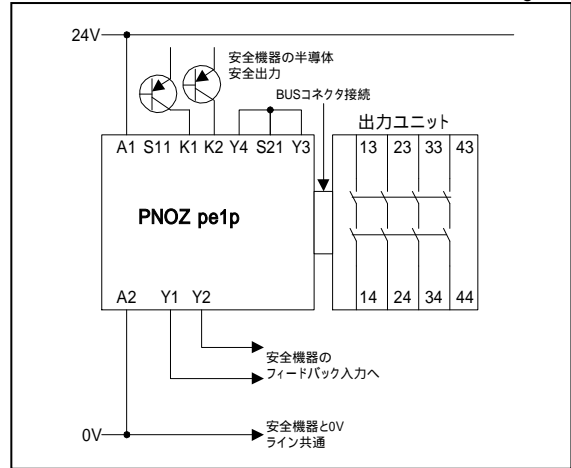 24V
安全機器の半導体
安全出力
BUSコネクタ接続
出力ユニット
A1 S11 K1 K2 Y4 S21 Y3
13 23 33 43
PNOZ pe1p
A2 Y1 Y2
14 24 34 44
安全機器の
フィードバック入力へ
0V
安全機器と0V
ライン共通